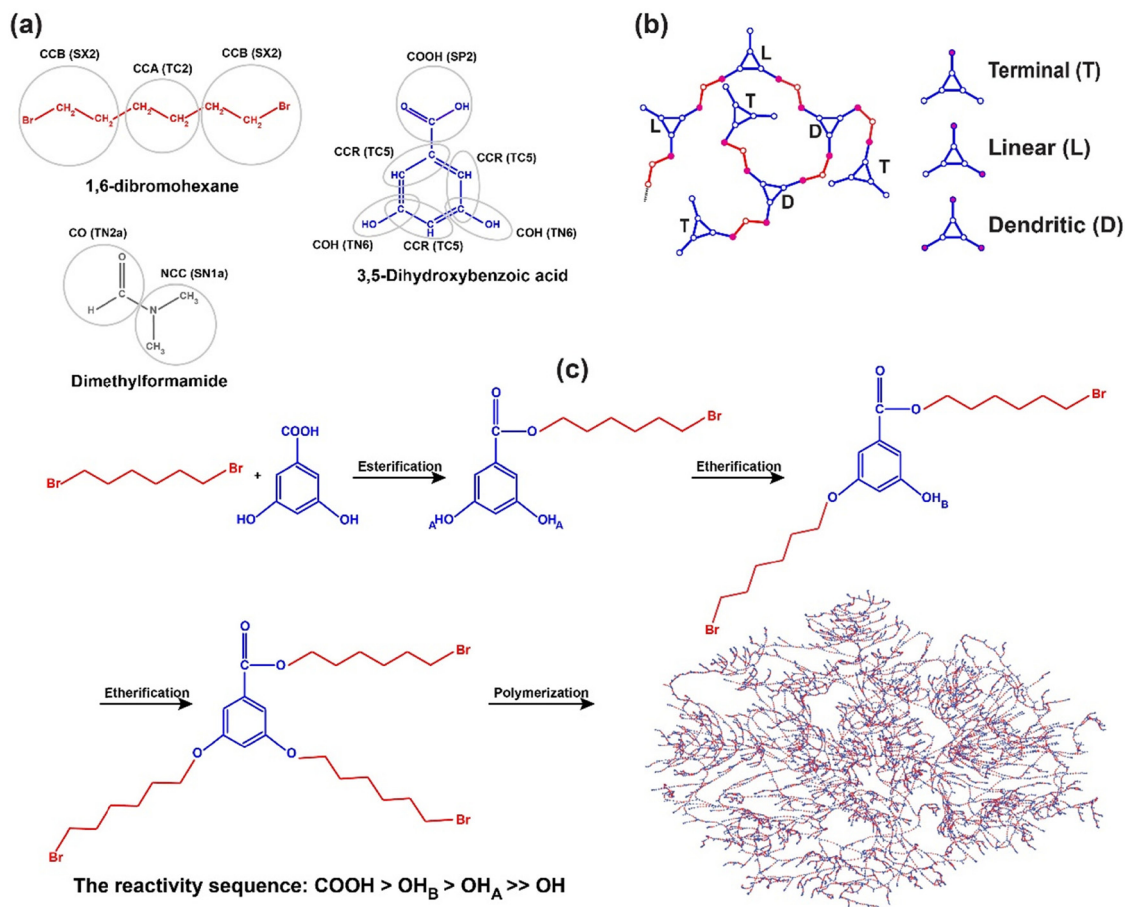 (a)
CCB (SX2)
CCA (TC2)
CCB (SX2)
Br
CH2
CH2
CH2
CH2
CH2
CH2
Br
1,6-dibromohexane
COOH (SP2)
O
OH
CCR (TC5)
CCR (TC5)
HO
C
H
OH
COH (TN6)
CCR (TC5)
COH (TN6)
3,5-Dihydroxybenzoic acid
CO (TN2a)
O
NCC (SN1a)
C
H
N
CH3
CH3
Dimethylformamide
(b)
L
T
L
D
T
D
T
Terminal (T)
Linear (L)
Dendritic (D)
(c)
Br
Br
+
COOH
HO
OH
Esterification
O
C
O
Br
HO
A
OHA
Etherification
O
C
O
Br
O
OHB
Br
Etherification
O
C
O
Br
O
O
Br
Br
Polymerization
The reactivity sequence: COOH > OHB > OHA >> OH